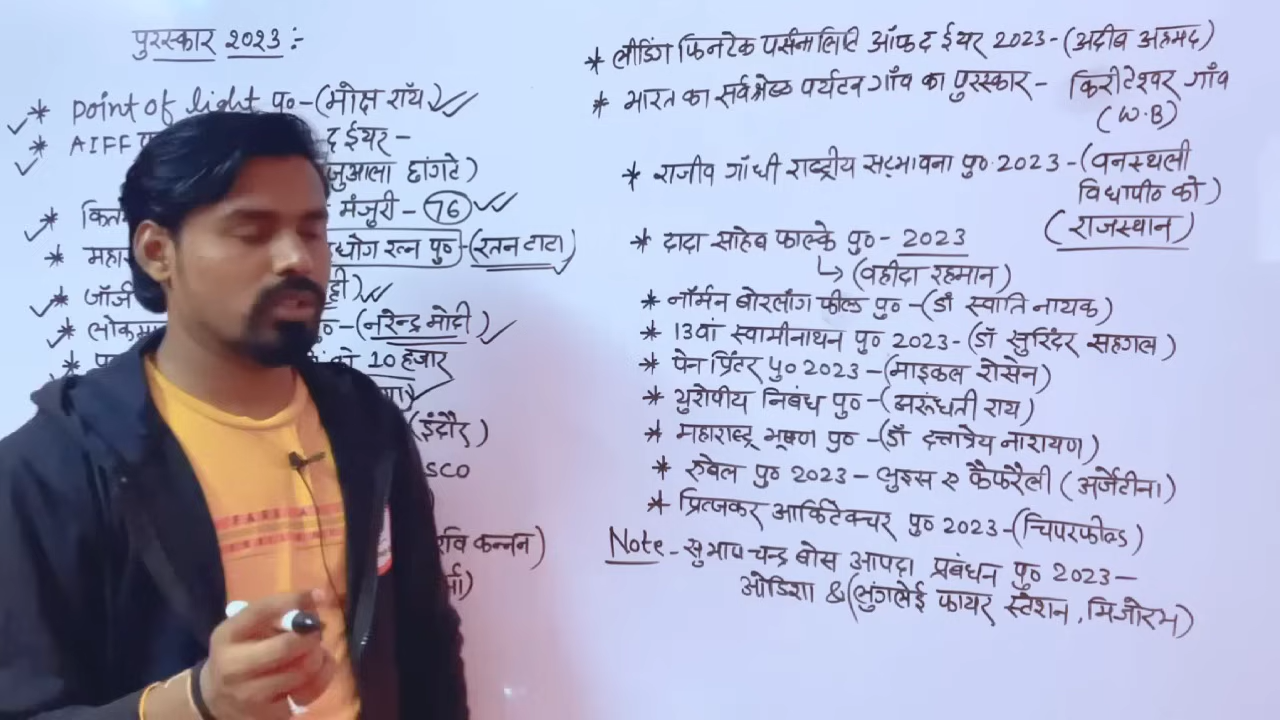 पुरस्कार 2023 :-
* Point of light पु० - (मोक्ष रॉय)
* AIFF द ईयर -
जुआला छांगटे)
* मंजुरी - 76
* द्योग रत्न पु० - (रतन टाटा)
* जॉर्ज
* लोकमा - (नरेन्द्र मोदी)
* 10 हजार
(इंदौर)
SCO
रवि कन्नन)
* लीडिंग फिनटेक पर्सनालिटि ऑफ द ईयर 2023 - (अदीब अहमद)
* भारत का सर्वश्रेष्ठ पर्यटन गाँव का पुरस्कार - किरीटेश्वर गाँव
(W.B)
* राजीव गाँधी राष्ट्रीय सद्‌भावना पु० 2023 - (वनस्थली
विद्यापीठ को)
(राजस्थान)
* दादा साहेब फाल्के पु० - 2023
(वहीदा रहमान)
* नॉर्मन बोरलॉग फील्ड पु० - (डॉ स्वाति नायक)
* 13वां स्वामीनाथन पु० 2023 - (डॉ सुरिंदर सहगल)
* पेन प्रिंटर पु० 2023 - (माइकल रोसेन)
* युरोपीय निबंध पु० - (अरूंधती राय)
* महाराष्ट्र भूषण पु० - (डॉ दत्तात्रेय नारायण)
* रुबेल पु० 2023 - लुइस ए कैफरैली (अर्जेटीना)
* प्रित्जकर आर्किटेक्चर पु० 2023 - (चिपरफील्ड)
Note - सुभाष चन्द्र बोस आपदा प्रबंधन पु० 2023 -
ओडिशा & (लुंगलेई फायर स्टेशन, मिजोरम)